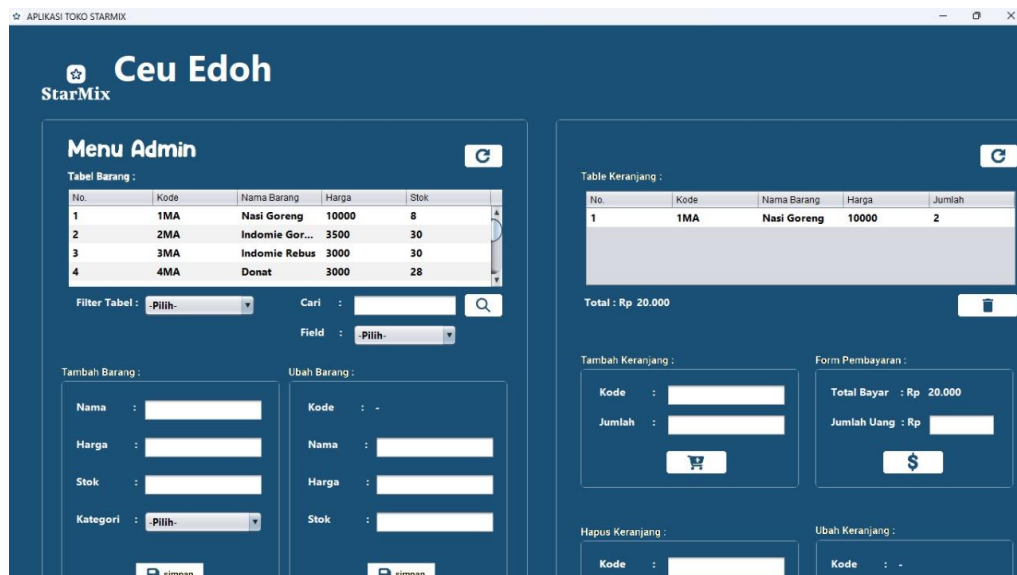 APLIKASI TOKO STARMIX
Ceu Edoh
StarMix
Menu Admin
Tabel Barang :
No. Kode Nama Barang Harga Stok
1 1MA Nasi Goreng 10000 8
2 2MA Indomie Gor... 3500 30
3 3MA Indomie Rebus 3000 30
4 4MA Donat 3000 28
Filter Tabel : -Pilih- Cari :
Field : -Pilih-
Tambah Barang :
Nama :
Harga :
Stok :
Kategori : -Pilih-
simpan
Ubah Barang :
Kode : -
Nama :
Harga :
Stok :
simpan
Table Keranjang :
No. Kode Nama Barang Harga Jumlah
1 1MA Nasi Goreng 10000 2
Total : Rp 20.000
Tambah Keranjang :
Kode :
Jumlah :
Form Pembayaran :
Total Bayar : Rp 20.000
Jumlah Uang : Rp
$
Hapus Keranjang :
Kode :
Ubah Keranjang :
Kode : -